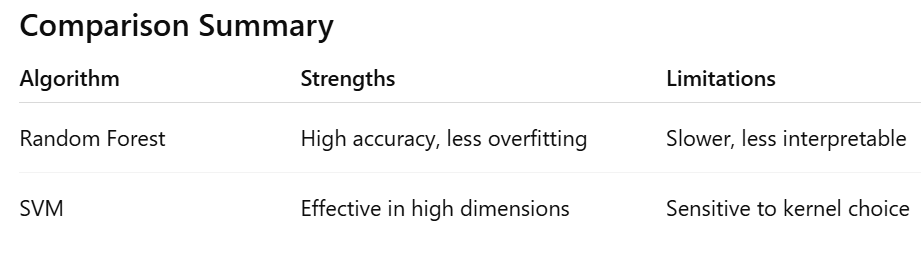 Comparison Summary
Algorithm Strengths Limitations
Random Forest High accuracy, less overfitting Slower, less interpretable
SVM Effective in high dimensions Sensitive to kernel choice